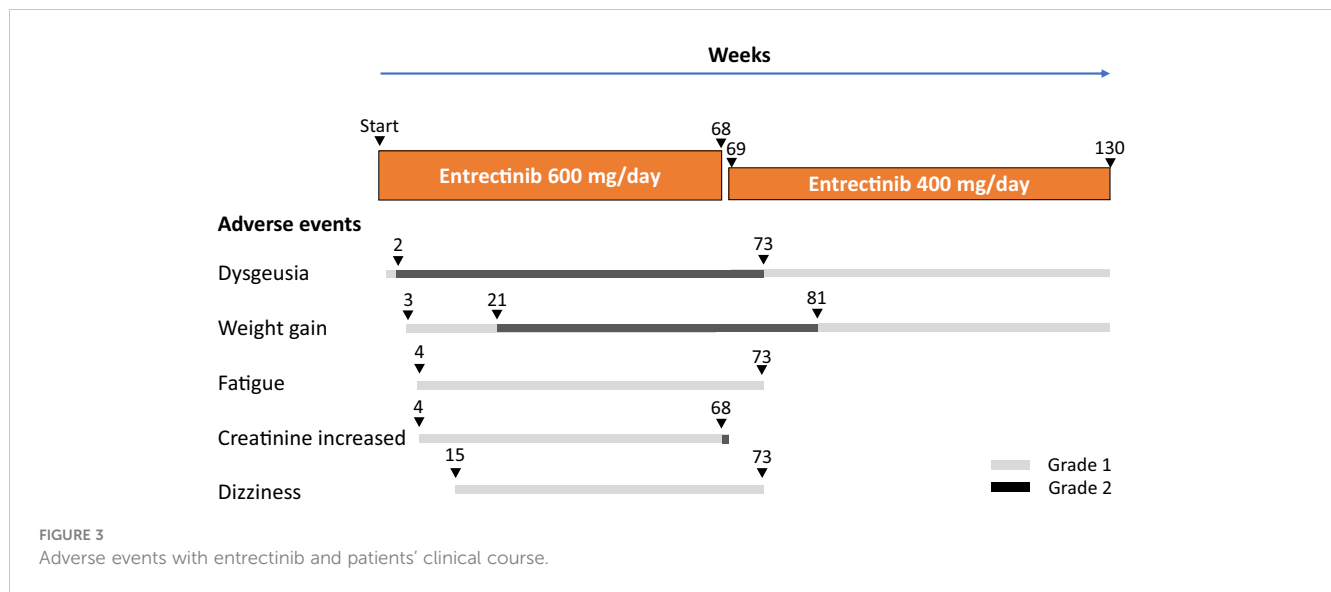 Weeks
Start
68
69
130
Entrectinib 600 mg/day
Entrectinib 400 mg/day
Adverse events
2
73
Dysgeusia
3
21
81
Weight gain
4
73
Fatigue
4
68
Creatinine increased
15
73
Dizziness
Grade 1
Grade 2
FIGURE 3
Adverse events with entrectinib and patients’ clinical course.